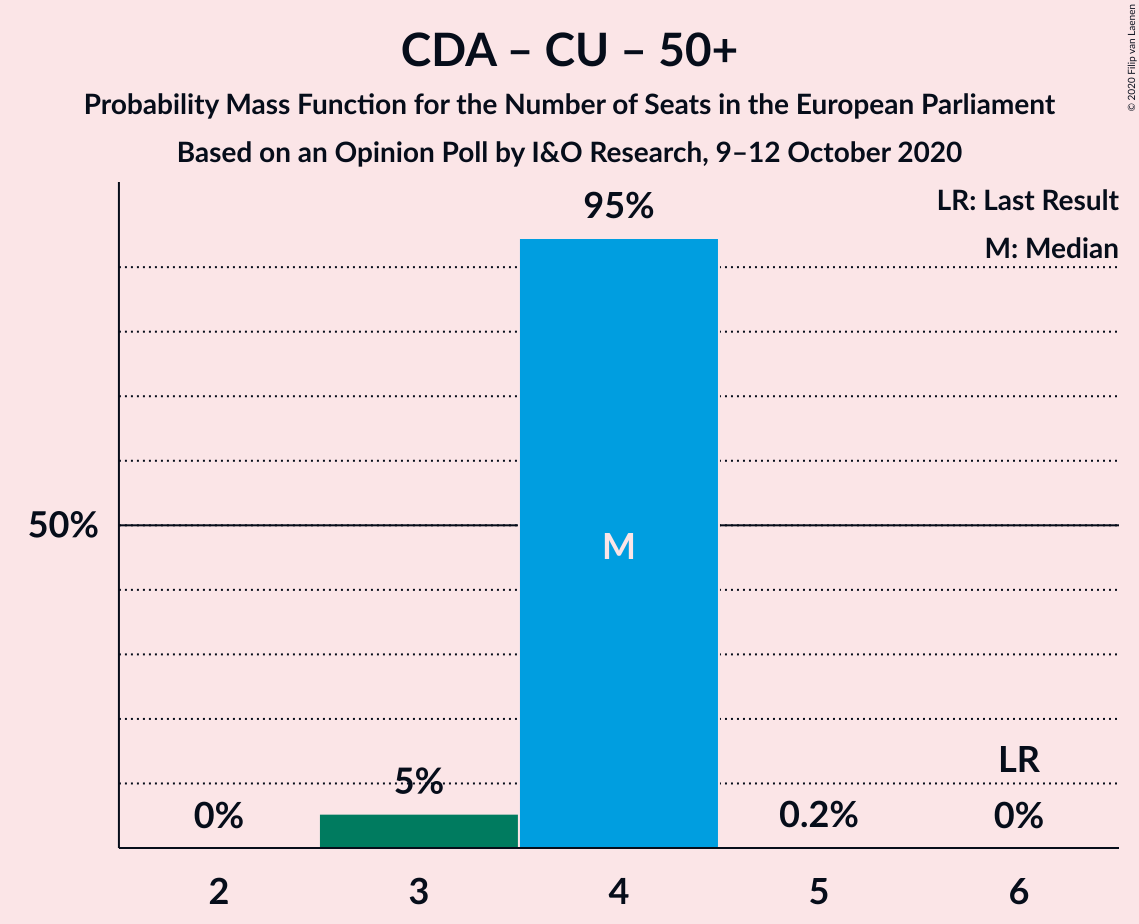 CDA – CU – 50+
Probability Mass Function for the Number of Seats in the European Parliament
Based on an Opinion Poll by I&O Research, 9–12 October 2020
© 2020 Filip van Laenen
LR: Last Result
M: Median
95%
50%
M
LR
5%
0%
0.2%
0%
2 3 4 5 6